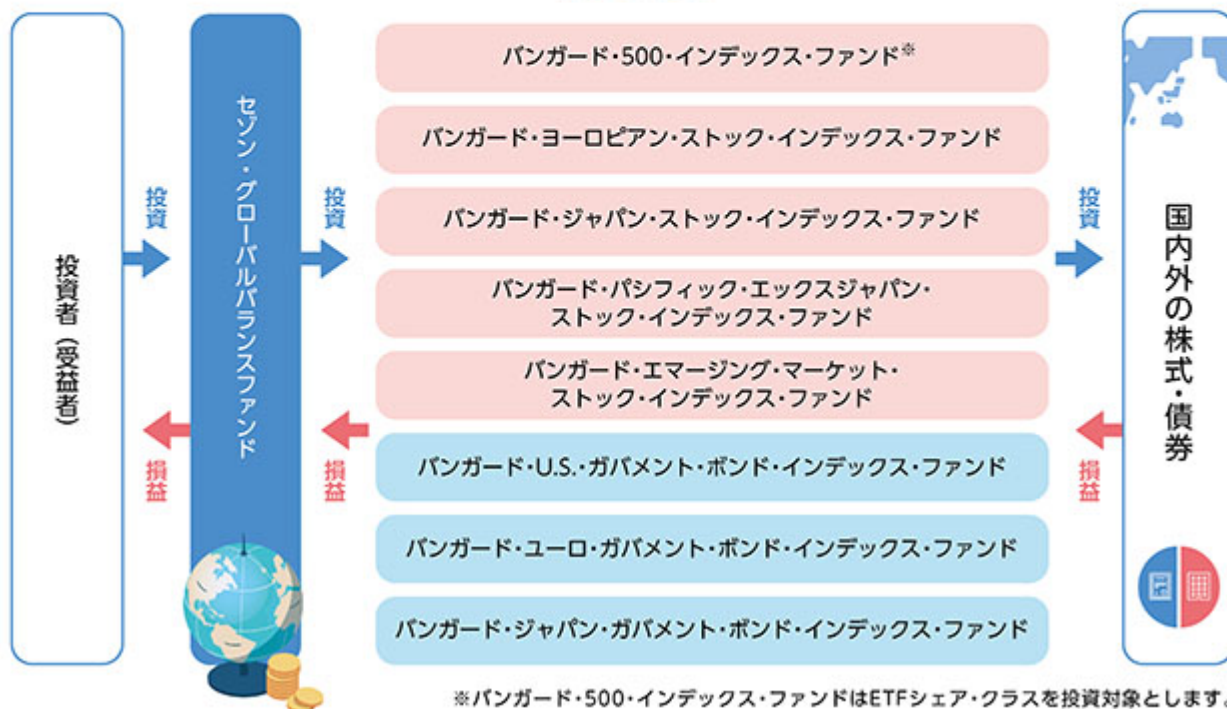 投資者（受益者）
投資
損益
セゾン・グローバルバランスファンド
投資
損益
バンガード・500・インデックス・ファンド※
バンガード・ヨーロピアン・ストック・インデックス・ファンド
バンガード・ジャパン・ストック・インデックス・ファンド
バンガード・パシフィック・エックスジャパン・
ストック・インデックス・ファンド
バンガード・エマージング・マーケット・
ストック・インデックス・ファンド
バンガード・U.S.・ガバメント・ボンド・インデックス・ファンド
バンガード・ユーロ・ガバメント・ボンド・インデックス・ファンド
バンガード・ジャパン・ガバメント・ボンド・インデックス・ファンド
投資
損益
国内外の株式・債券
※バンガード・500・インデックス・ファンドはETFシェア・クラスを投資対象とします。